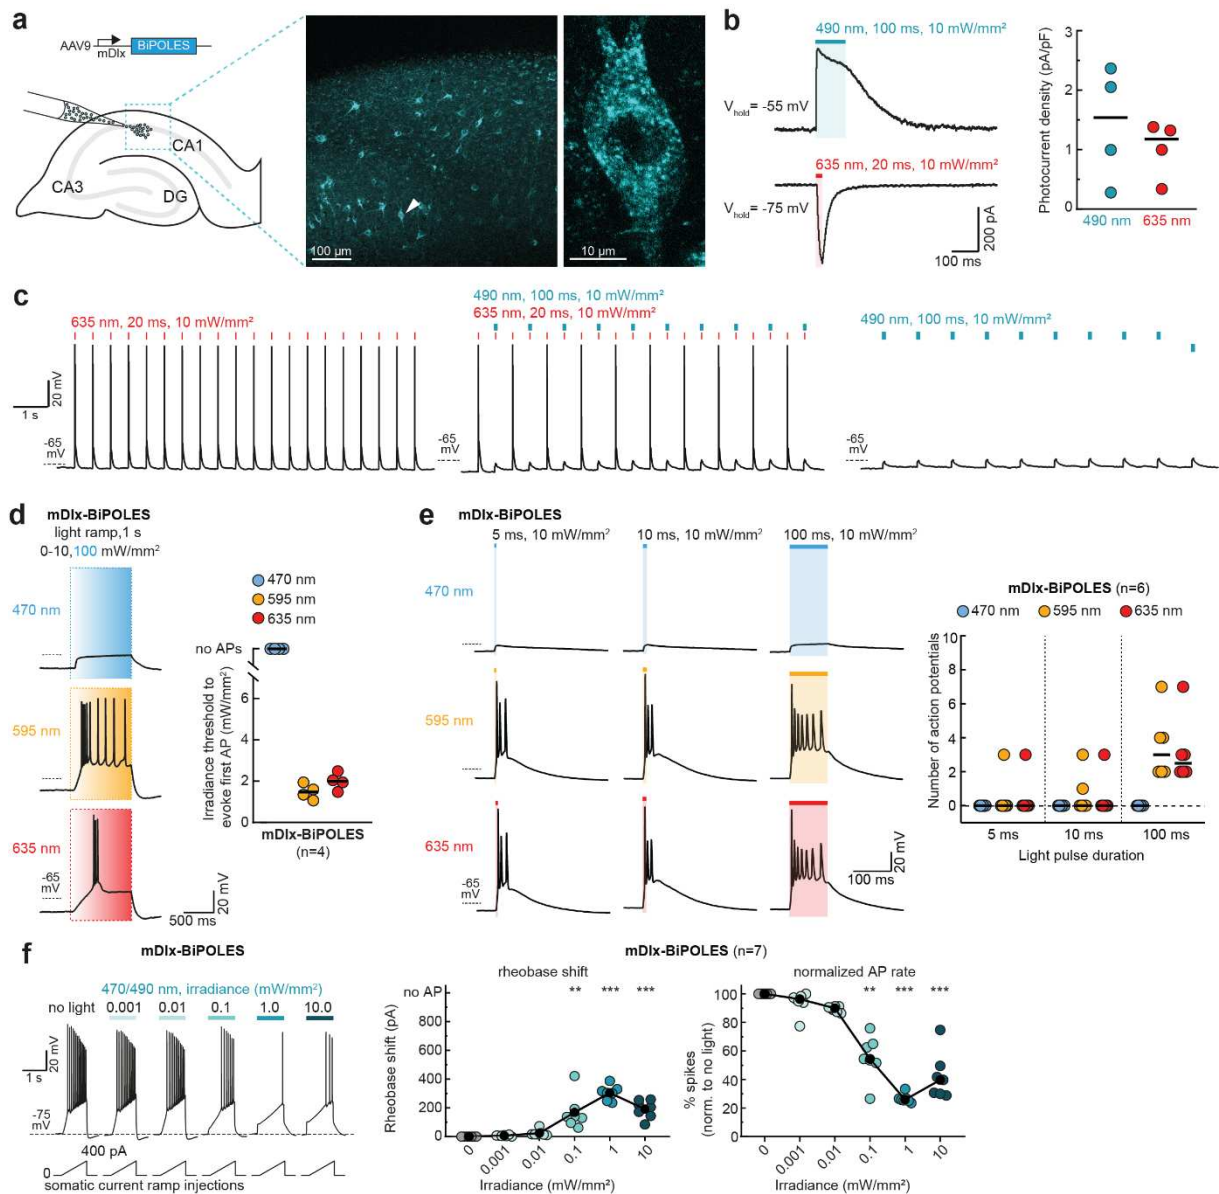 a
AAV9
mDlx
BiPOLES
CA1
CA3
DG
100 µm
10 µm
b
490 nm, 100 ms, 10 mW/mm²
Vhold= -55 mV
635 nm, 20 ms, 10 mW/mm²
Vhold= -75 mV
200 pA
100 ms
Photocurrent density (pA/pF)
3
2
1
0
490 nm
635 nm
c
635 nm, 20 ms, 10 mW/mm²
20 mV
1 s
-65
mV
490 nm, 100 ms, 10 mW/mm²
635 nm, 20 ms, 10 mW/mm²
-65
mV
490 nm, 100 ms, 10 mW/mm²
-65
mV
d
mDlx-BiPOLES
light ramp,1 s
0-10,100 mW/mm²
470 nm
595 nm
635 nm
-65
mV
500 ms
20 mV
470 nm
595 nm
635 nm
no APs
Irradiance threshold to
evoke first AP (mW/mm²)
6
4
2
0
mDlx-BiPOLES
(n=4)
e
mDlx-BiPOLES
5 ms, 10 mW/mm²
10 ms, 10 mW/mm²
100 ms, 10 mW/mm²
470 nm
595 nm
635 nm
-65
mV
100 ms
20 mV
mDlx-BiPOLES (n=6)
470 nm
595 nm
635 nm
Number of action potentials
10
8
6
4
2
0
5 ms
10 ms
100 ms
Light pulse duration
f
mDlx-BiPOLES
470/490 nm, irradiance (mW/mm²)
no light
0.001
0.01
0.1
1.0
10.0
20 mV
1 s
-75
mV
400 pA
0
somatic current ramp injections
mDlx-BiPOLES (n=7)
rheobase shift
no AP
** *** ***
Rheobase shift (pA)
800
600
400
200
0
0
0.001
0.01
0.1
1
10
Irradiance (mW/mm²)
normalized AP rate
** *** ***
% spikes
(norm. to no light)
100
80
60
40
20
0
0
0.001
0.01
0.1
1
10
Irradiance (mW/mm²)